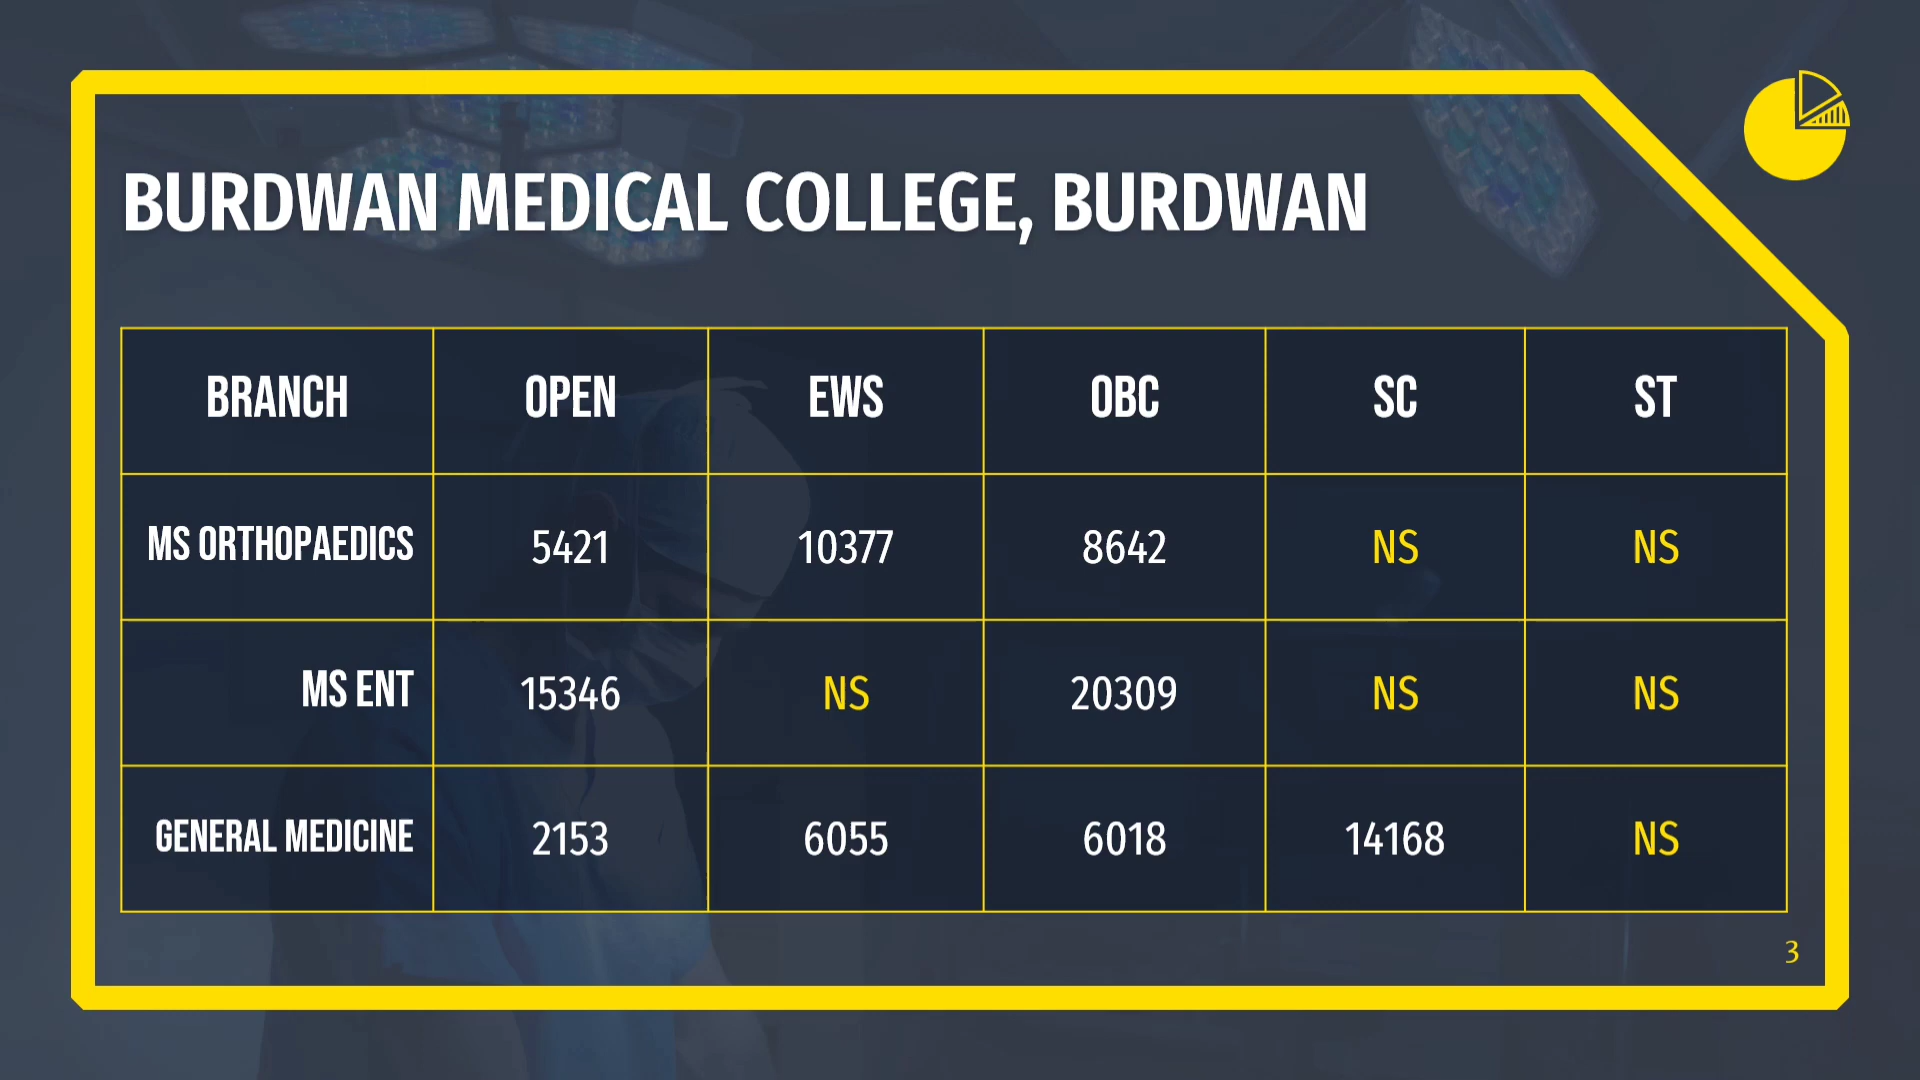 BURDWAN MEDICAL COLLEGE, BURDWAN
BRANCH OPEN EWS OBC SC ST
MS ORTHOPAEDICS 5421 10377 8642 NS NS
MS ENT 15346 NS 20309 NS NS
GENERAL MEDICINE 2153 6055 6018 14168 NS
3